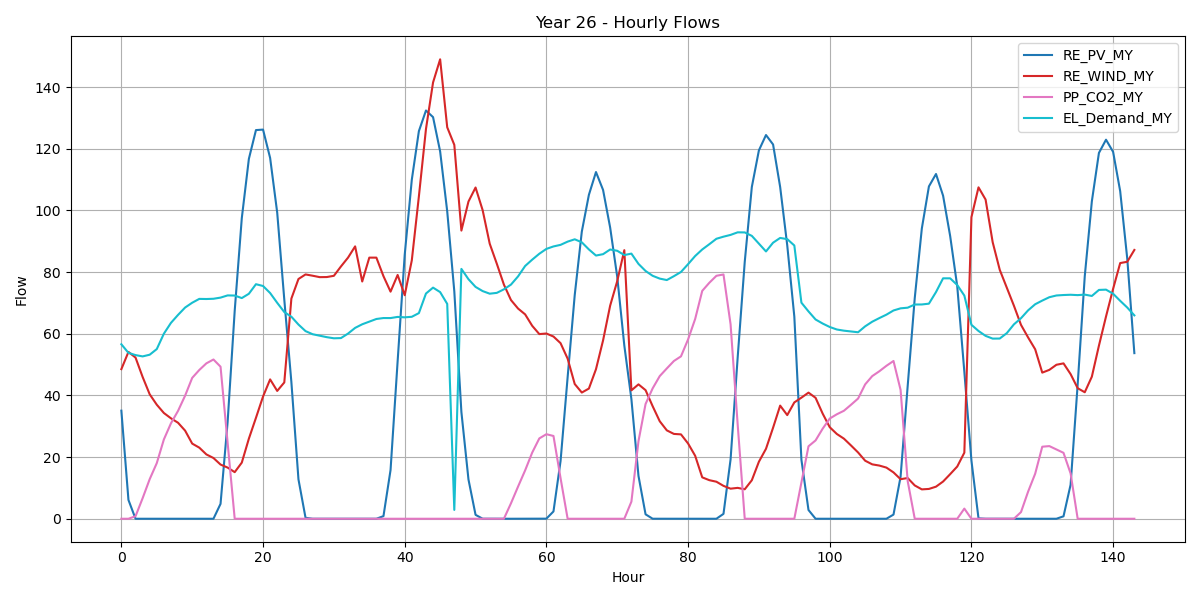 Year 26 - Hourly Flows
RE_PV_MY
RE_WIND_MY
PP_CO2_MY
EL_Demand_MY
Flow
140
120
100
80
60
40
20
0
0 20 40 60 80 100 120 140
Hour